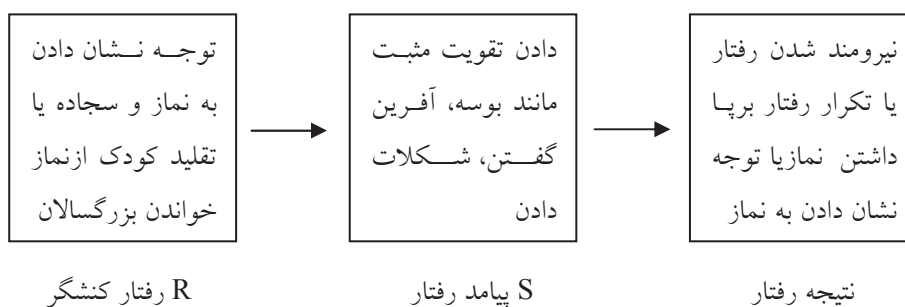 توجه نشان دادن
به نماز و سجاده یا
تقلید کودک ازنماز
خواندن بزرگسالان
دادن تقویت مثبت
مانند بوسه، آفرین
گفتن، شکلات
دادن
نیرومند شدن رفتار
یا تکرار رفتار برپا
داشتن نمازیا توجه
نشان دادن به نماز
R رفتار کنشگر
S پیامد رفتار
نتیجه رفتار